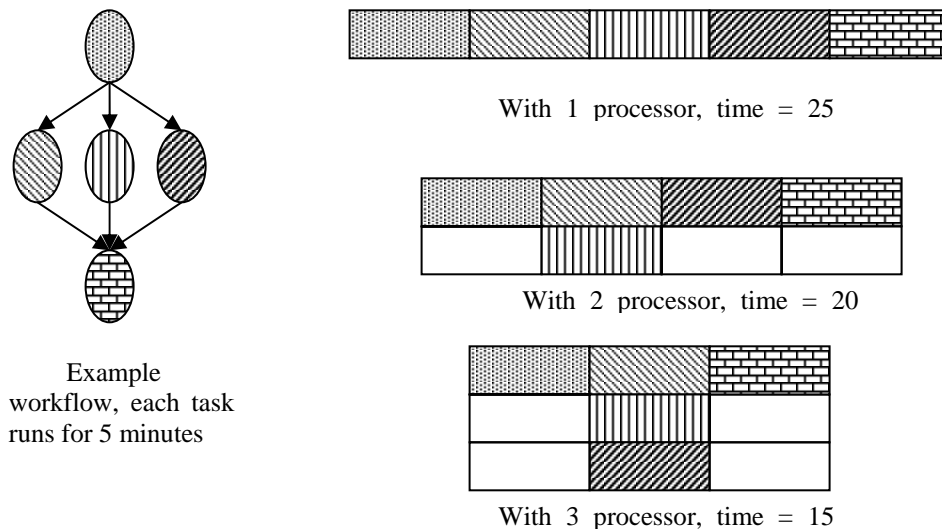 With 1 processor, time = 25
With 2 processor, time = 20
Example
workflow, each task
runs for 5 minutes
With 3 processor, time = 15